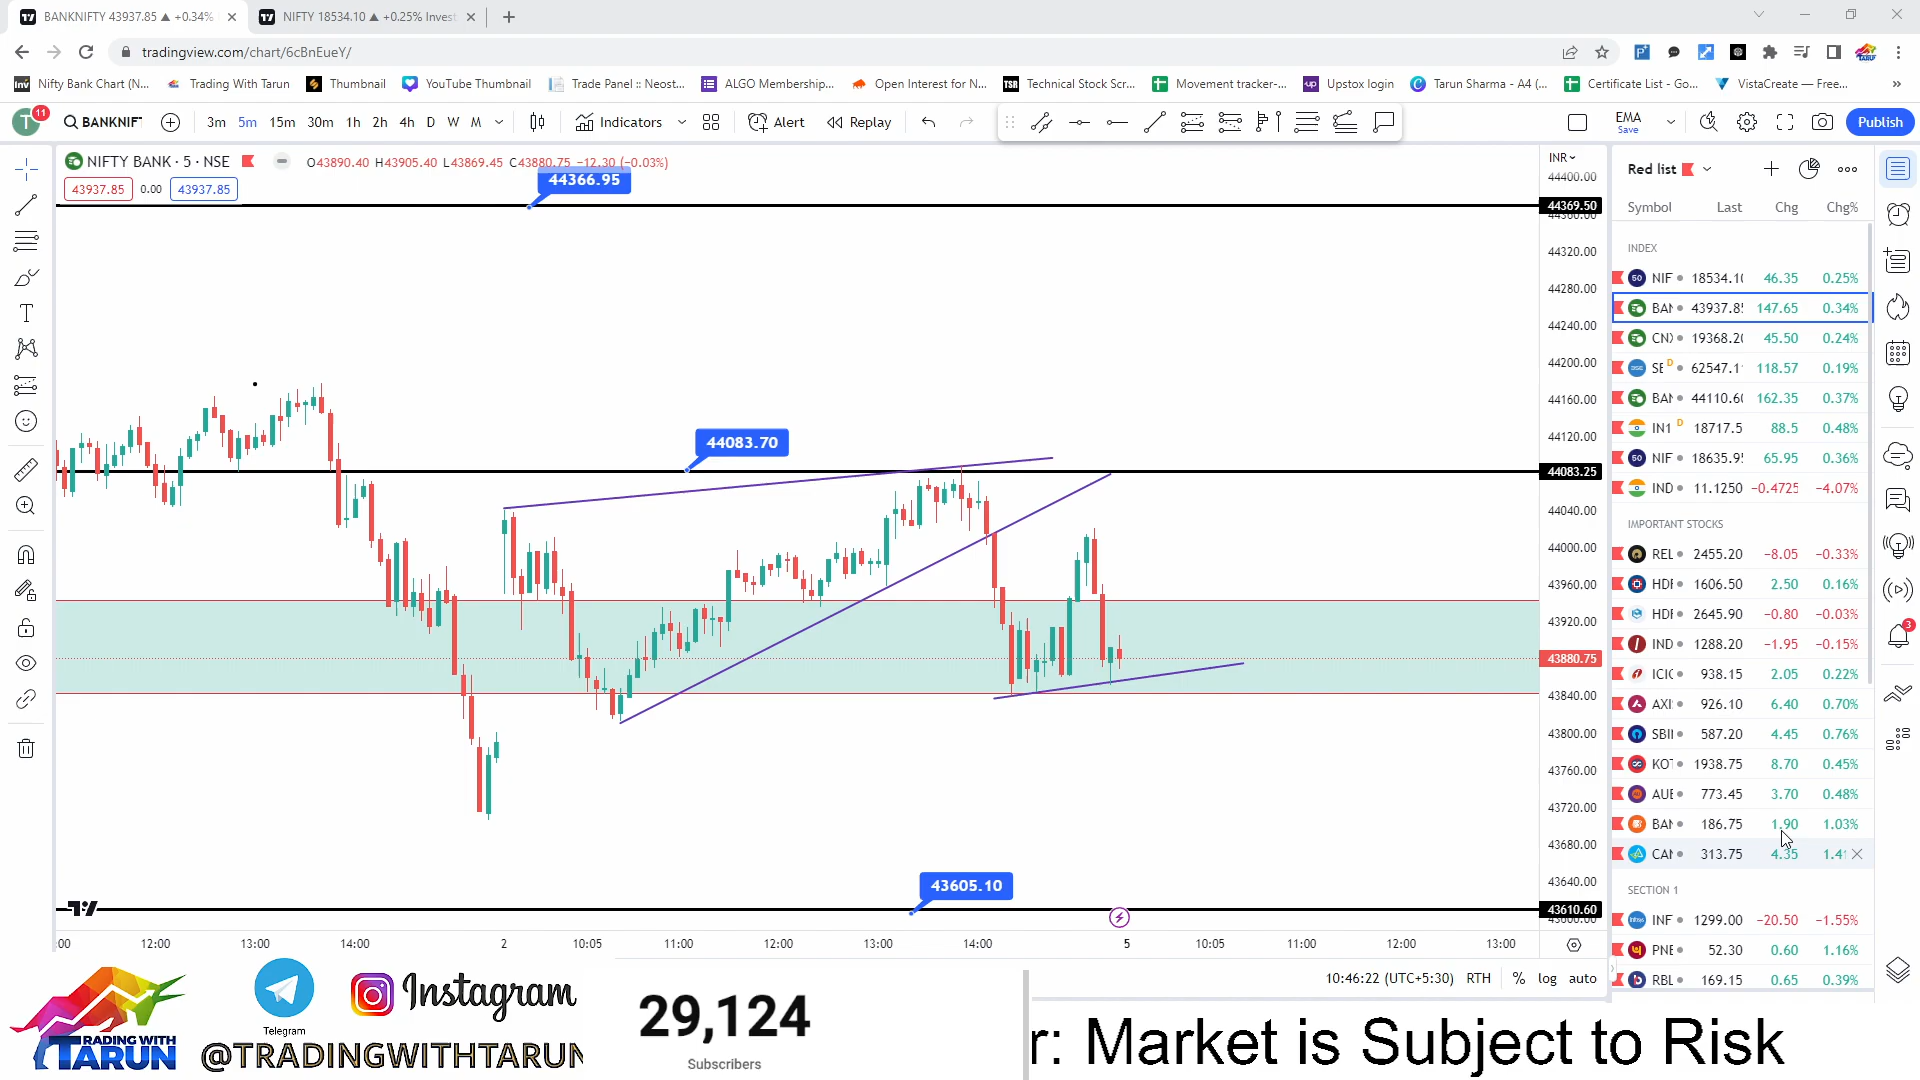 BANKNIFTY 43937.85 ▲ +0.34%
NIFTY 18534.10 ▲ +0.25% Invest
tradingview.com/chart/6cBnEueY/
Nifty Bank Chart (N...
Trading With Tarun
Thumbnail
YouTube Thumbnail
Trade Panel :: Neost...
ALGO Membership...
Open Interest for N...
Technical Stock Scr...
Movement tracker-...
Upstox login
Tarun Sharma - A4 (...
Certificate List - Go...
VistaCreate — Free...
T 11 BANKNIF 3m 5m 15m 30m 1h 2h 4h D W M Indicators Alert Replay EMA Save Publish
NIFTY BANK · 5 · NSE O43890.40 H43905.40 L43869.45 C43880.75 −12.30 (−0.03%)
43937.85 0.00 43937.85
44366.95
44083.70
43605.10
INR
44400.00
44369.50
44320.00
44280.00
44240.00
44200.00
44160.00
44120.00
44083.25
44040.00
44000.00
43960.00
43920.00
43880.75
43840.00
43800.00
43760.00
43720.00
43680.00
43640.00
43610.60
:00 12:00 13:00 14:00 2 10:05 11:00 12:00 13:00 14:00 5 10:05 11:00 12:00 13:00
10:46:22 (UTC+5:30) RTH % log auto
Red list
Symbol Last Chg Chg%
INDEX
NIF 18534.10 46.35 0.25%
BAN 43937.85 147.65 0.34%
CNX 19368.20 45.50 0.24%
SE D 62547.11 118.57 0.19%
BAN 44110.60 162.35 0.37%
IN1 D 18717.5 88.5 0.48%
NIF 18635.95 65.95 0.36%
IND 11.1250 −0.4725 −4.07%
IMPORTANT STOCKS
REL 2455.20 −8.05 −0.33%
HDF 1606.50 2.50 0.16%
HDF 2645.90 −0.80 −0.03%
IND 1288.20 −1.95 −0.15%
ICIC 938.15 2.05 0.22%
AXI 926.10 6.40 0.70%
SBII 587.20 4.45 0.76%
KOT 1938.75 8.70 0.45%
AUB 773.45 3.70 0.48%
BAN 186.75 1.90 1.03%
CAN 313.75 4.35 1.41
SECTION 1
INF 1299.00 −20.50 −1.55%
PNB 52.30 0.60 1.16%
RBL 169.15 0.65 0.39%
3
TRADING WITH
TARUN
Telegram
Instagram
@TRADINGWITHTARUN
29,124
Subscribers
r: Market is Subject to Risk